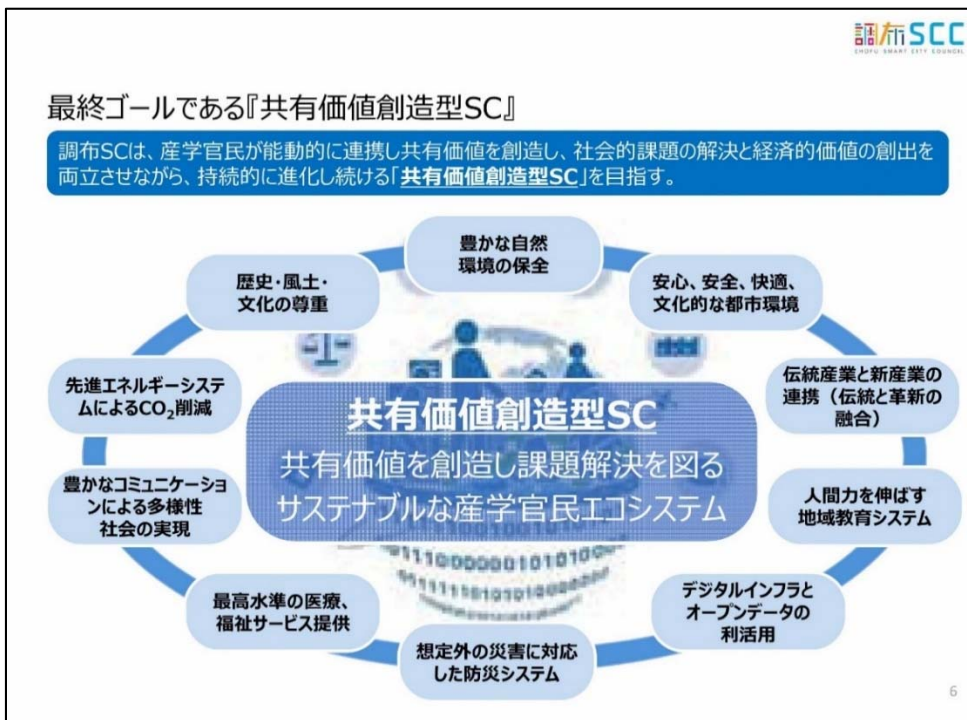 調布SCC
CHOFU SMART CITY COUNCIL
最終ゴールである『共有価値創造型SC』
調布SCは、産学官民が能動的に連携し共有価値を創造し、社会的課題の解決と経済的価値の創出を
両立させながら、持続的に進化し続ける「共有価値創造型SC」を目指す。
豊かな自然
環境の保全
歴史・風土・
文化の尊重
安心、安全、快適、
文化的な都市環境
先進エネルギーシステ
ムによるCO₂削減
伝統産業と新産業の
連携（伝統と革新の
融合）
共有価値創造型SC
共有価値を創造し課題解決を図る
サステナブルな産学官民エコシステム
豊かなコミュニケーショ
ンによる多様性
社会の実現
人間力を伸ばす
地域教育システム
最高水準の医療、
福祉サービス提供
デジタルインフラと
オープンデータの
利活用
想定外の災害に対応
した防災システム
6